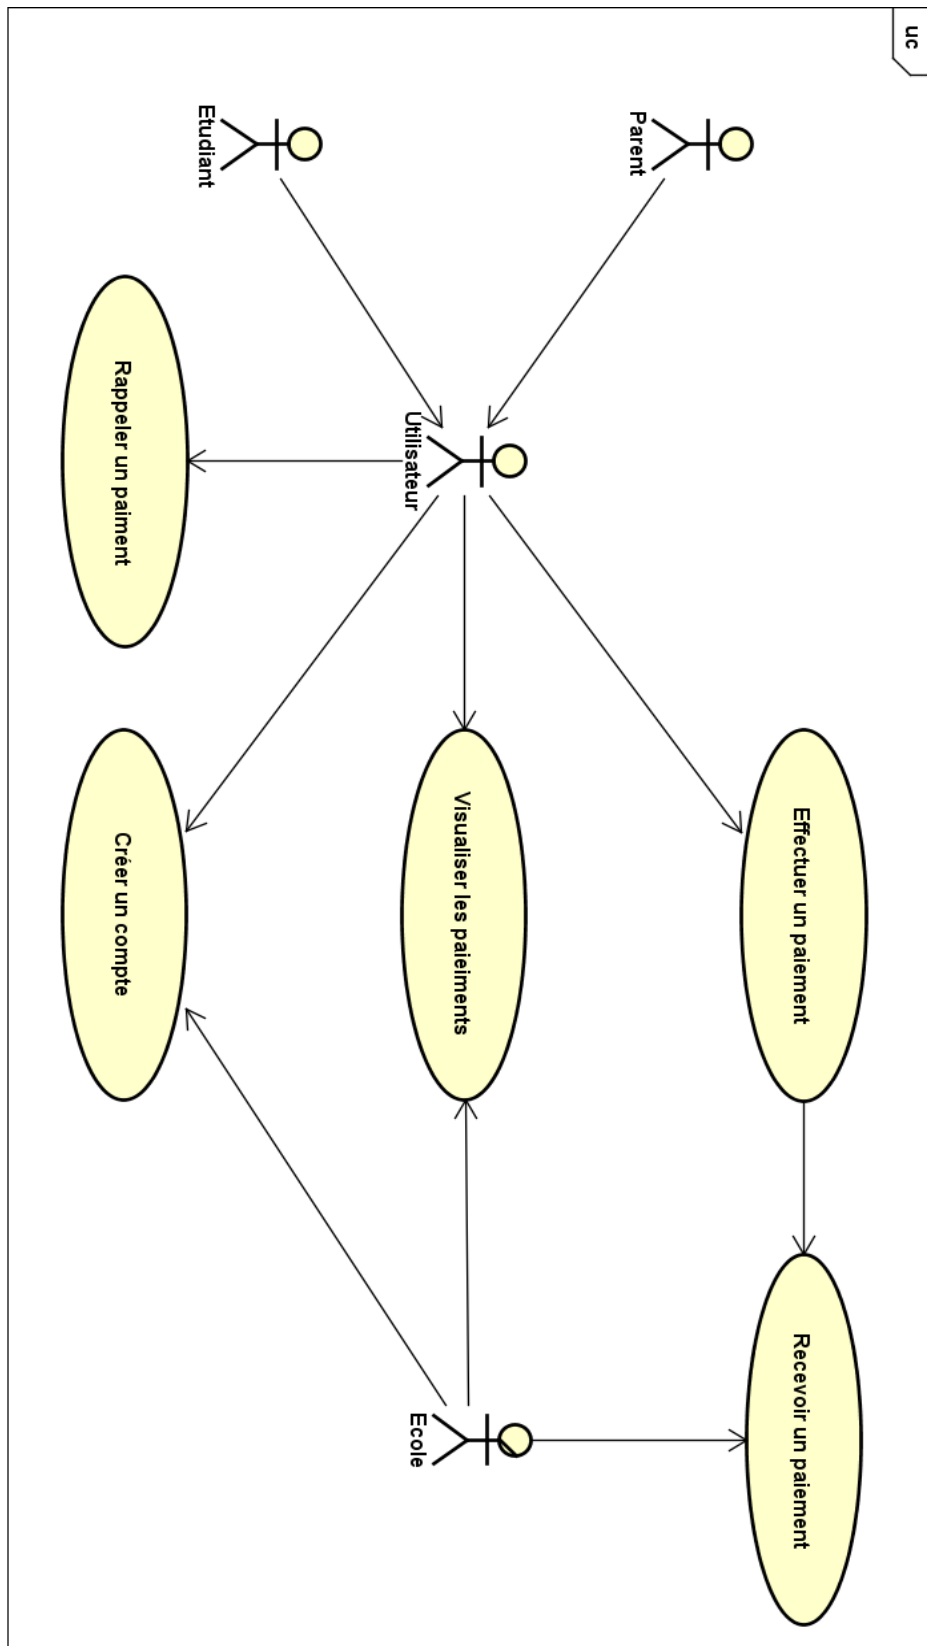 uc
Parent
Etudiant
Utilisateur
Rappeler un paiment
Effectuer un paiement
Visualiser les paieiments
Créer un compte
Recevoir un paiement
Ecole